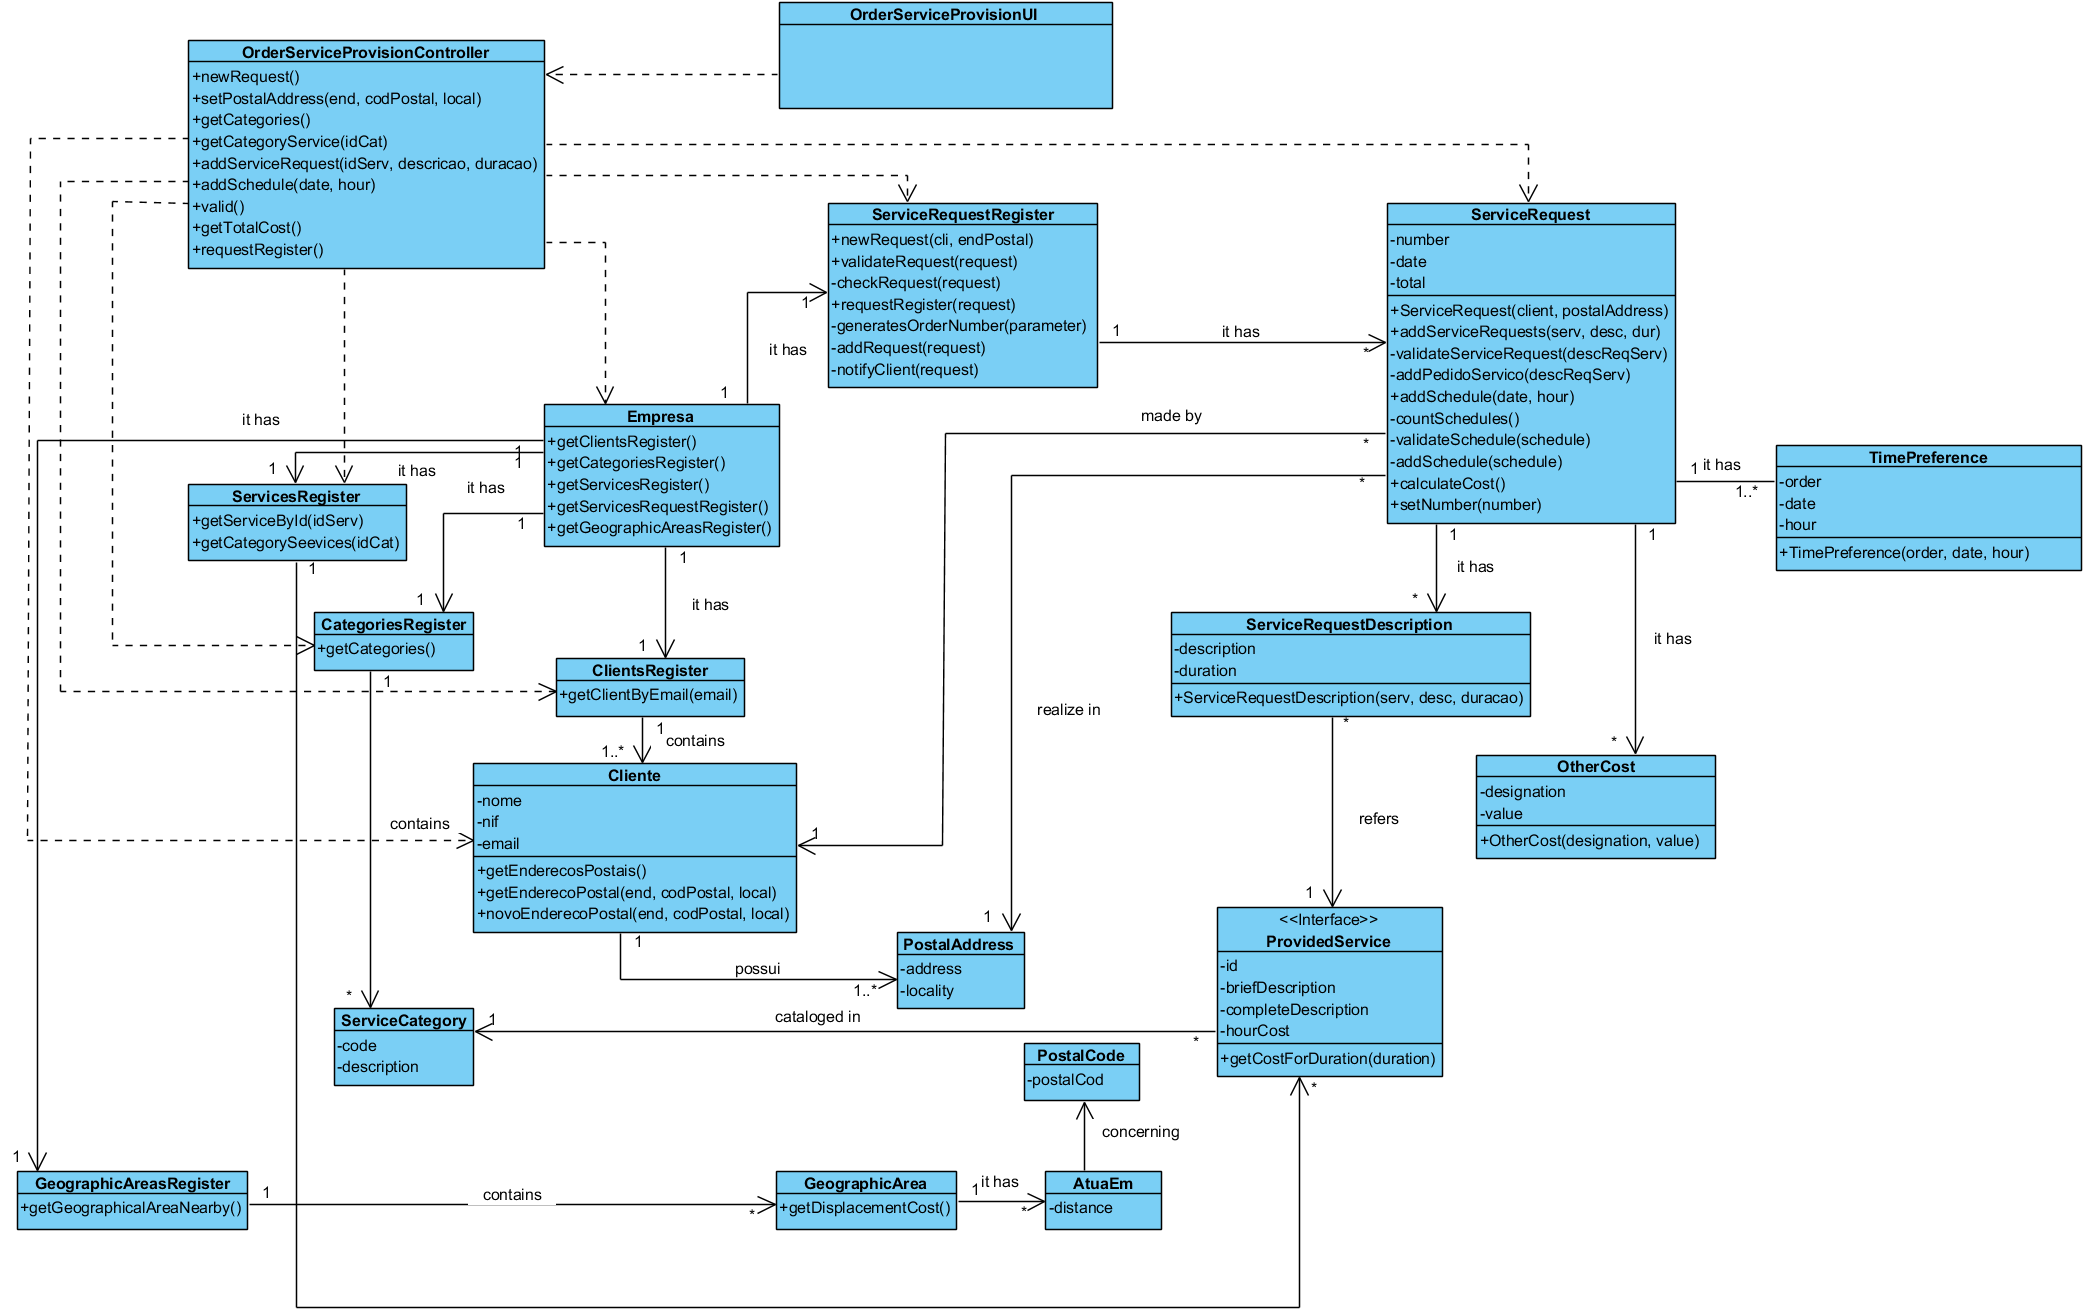 OrderServiceProvisionUI
OrderServiceProvisionController
+newRequest()
+setPostalAddress(end, codPostal, local)
+getCategories()
+getCategoryService(idCat)
+addServiceRequest(idServ, descricao, duracao)
+addSchedule(date, hour)
+valid()
+getTotalCost()
+requestRegister()
ServiceRequestRegister
+newRequest(cli, endPostal)
+validateRequest(request)
-checkRequest(request)
+requestRegister(request)
-generatesOrderNumber(parameter)
-addRequest(request)
-notifyClient(request)
ServiceRequest
-number
-date
-total
+ServiceRequest(client, postalAddress)
+addServiceRequests(serv, desc, dur)
-validateServiceRequest(descReqServ)
-addPedidoServico(descReqServ)
+addSchedule(date, hour)
-countSchedules()
-validateSchedule(schedule)
-addSchedule(schedule)
+calculateCost()
+setNumber(number)
1
it has
1
1
it has
*
Empresa
+getClientsRegister()
+getCategoriesRegister()
+getServicesRegister()
+getServicesRequestRegister()
+getGeographicAreasRegister()
it has
1
1
1
it has
it has
1
1
made by
*
1
*
realize in
1
1
it has
1..*
TimePreference
-order
-date
-hour
+TimePreference(order, date, hour)
ServicesRegister
+getServiceById(idServ)
+getCategorySeevices(idCat)
1
CategoriesRegister
+getCategories()
1
1
it has
1
ClientsRegister
+getClientByEmail(email)
1
contains
1..*
1
it has
*
1
it has
*
ServiceRequestDescription
-description
-duration
+ServiceRequestDescription(serv, desc, duracao)
*
refers
1
OtherCost
-designation
-value
+OtherCost(designation, value)
contains
Cliente
-nome
-nif
-email
+getEnderecosPostais()
+getEnderecoPostal(end, codPostal, local)
+novoEnderecoPostal(end, codPostal, local)
1
possui
1..*
PostalAddress
-address
-locality
<<Interface>>
ProvidedService
-id
-briefDescription
-completeDescription
-hourCost
+getCostForDuration(duration)
*
*
ServiceCategory
-code
-description
1
cataloged in
*
PostalCode
-postalCod
concerning
1
GeographicAreasRegister
+getGeographicalAreaNearby()
1
contains
*
GeographicArea
+getDisplacementCost()
1
it has
*
AtuaEm
-distance